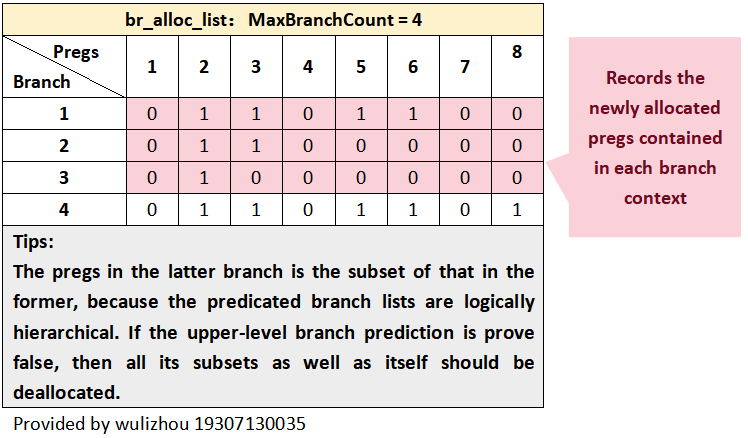 br_alloc_list：MaxBranchCount = 4
Pregs
Branch
1 2 3 4 5 6 7 8
1 0 1 1 0 1 1 0 0
2 0 1 1 0 0 0 0 0
3 0 1 0 0 0 0 0 0
4 0 1 1 0 1 1 0 1
Records the
newly allocated
pregs contained
in each branch
context
Tips:
The pregs in the latter branch is the subset of that in the
former, because the predicated branch lists are logically
hierarchical. If the upper-level branch prediction is prove
false, then all its subsets as well as itself should be
deallocated.
Provided by wulizhou 19307130035